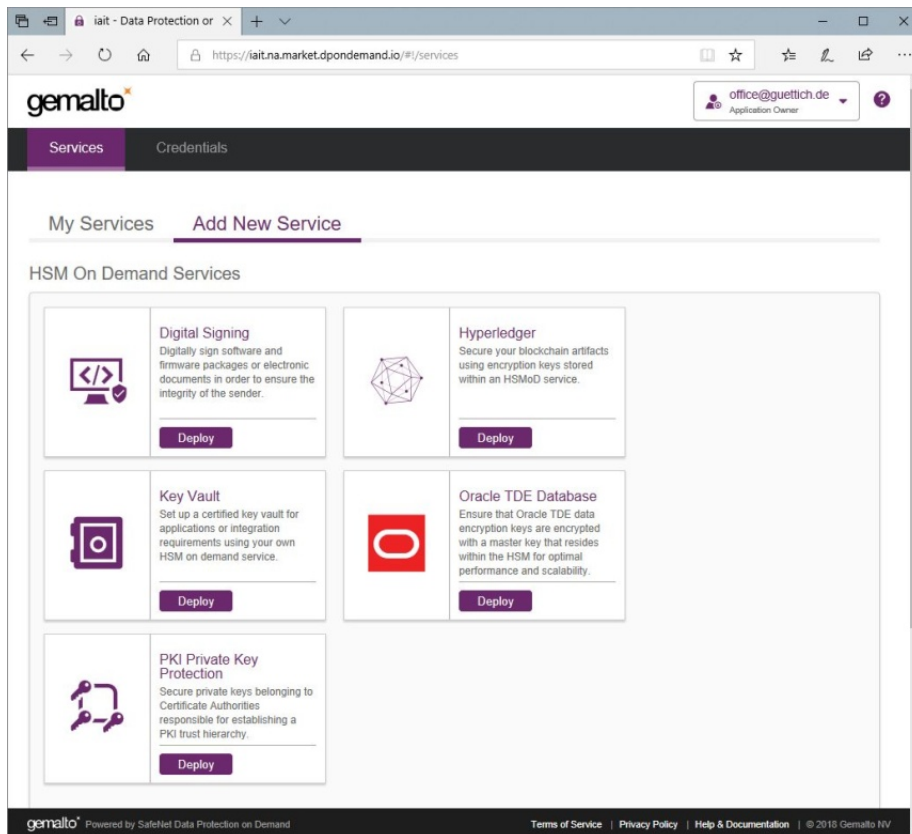 iait - Data Protection or
https://iait.na.market.dpondemand.io/#!/services
gemalto
office@guettich.de
Application Owner
?
Services
Credentials
My Services
Add New Service
HSM On Demand Services
Digital Signing
Digitally sign software and
firmware packages or electronic
documents in order to ensure the
integrity of the sender.
Deploy
Hyperledger
Secure your blockchain artifacts
using encryption keys stored
within an HSMoD service.
Deploy
Key Vault
Set up a certified key vault for
applications or integration
requirements using your own
HSM on demand service.
Deploy
Oracle TDE Database
Ensure that Oracle TDE data
encryption keys are encrypted
with a master key that resides
within the HSM for optimal
performance and scalability.
Deploy
PKI Private Key
Protection
Secure private keys belonging to
Certificate Authorities
responsible for establishing a
PKI trust hierarchy.
Deploy
gemalto Powered by SafeNet Data Protection on Demand
Terms of Service | Privacy Policy | Help & Documentation | © 2018 Gemalto NV